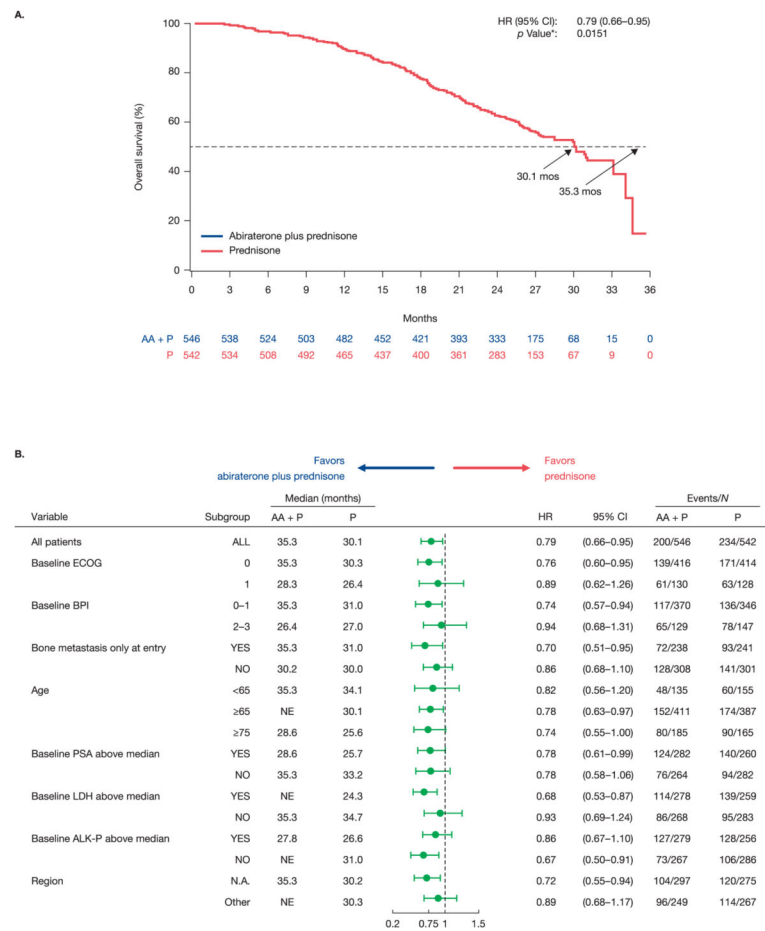 A.
HR (95% CI): 0.79 (0.66–0.95)
p Value*: 0.0151
100
80
60
40
20
0
Overall survival (%)
30.1 mos
35.3 mos
Abiraterone plus prednisone
Prednisone
0 3 6 9 12 15 18 21 24 27 30 33 36
Months
AA + P 546 538 524 503 482 452 421 393 333 175 68 15 0
P 542 534 508 492 465 437 400 361 283 153 67 9 0
B.
Favors
abiraterone plus prednisone
Favors
prednisone
Median (months) Events/N
Variable Subgroup AA + P P HR 95% CI AA + P P
All patients ALL 35.3 30.1 0.79 (0.66–0.95) 200/546 234/542
Baseline ECOG 0 35.3 30.3 0.76 (0.60–0.95) 139/416 171/414
1 28.3 26.4 0.89 (0.62–1.26) 61/130 63/128
Baseline BPI 0–1 35.3 31.0 0.74 (0.57–0.94) 117/370 136/346
2–3 26.4 27.0 0.94 (0.68–1.31) 65/129 78/147
Bone metastasis only at entry YES 35.3 31.0 0.70 (0.51–0.95) 72/238 93/241
NO 30.2 30.0 0.86 (0.68–1.10) 128/308 141/301
Age <65 35.3 34.1 0.82 (0.56–1.20) 48/135 60/155
≥65 NE 30.1 0.78 (0.63–0.97) 152/411 174/387
≥75 28.6 25.6 0.74 (0.55–1.00) 80/185 90/165
Baseline PSA above median YES 28.6 25.7 0.78 (0.61–0.99) 124/282 140/260
NO 35.3 33.2 0.78 (0.58–1.06) 76/264 94/282
Baseline LDH above median YES NE 24.3 0.68 (0.53–0.87) 114/278 139/259
NO 35.3 34.7 0.93 (0.69–1.24) 86/268 95/283
Baseline ALK-P above median YES 27.8 26.6 0.86 (0.67–1.10) 127/279 128/256
NO NE 31.0 0.67 (0.50–0.91) 73/267 106/286
Region N.A. 35.3 30.2 0.72 (0.55–0.94) 104/297 120/275
Other NE 30.3 0.89 (0.68–1.17) 96/249 114/267
0.2 0.75 1 1.5